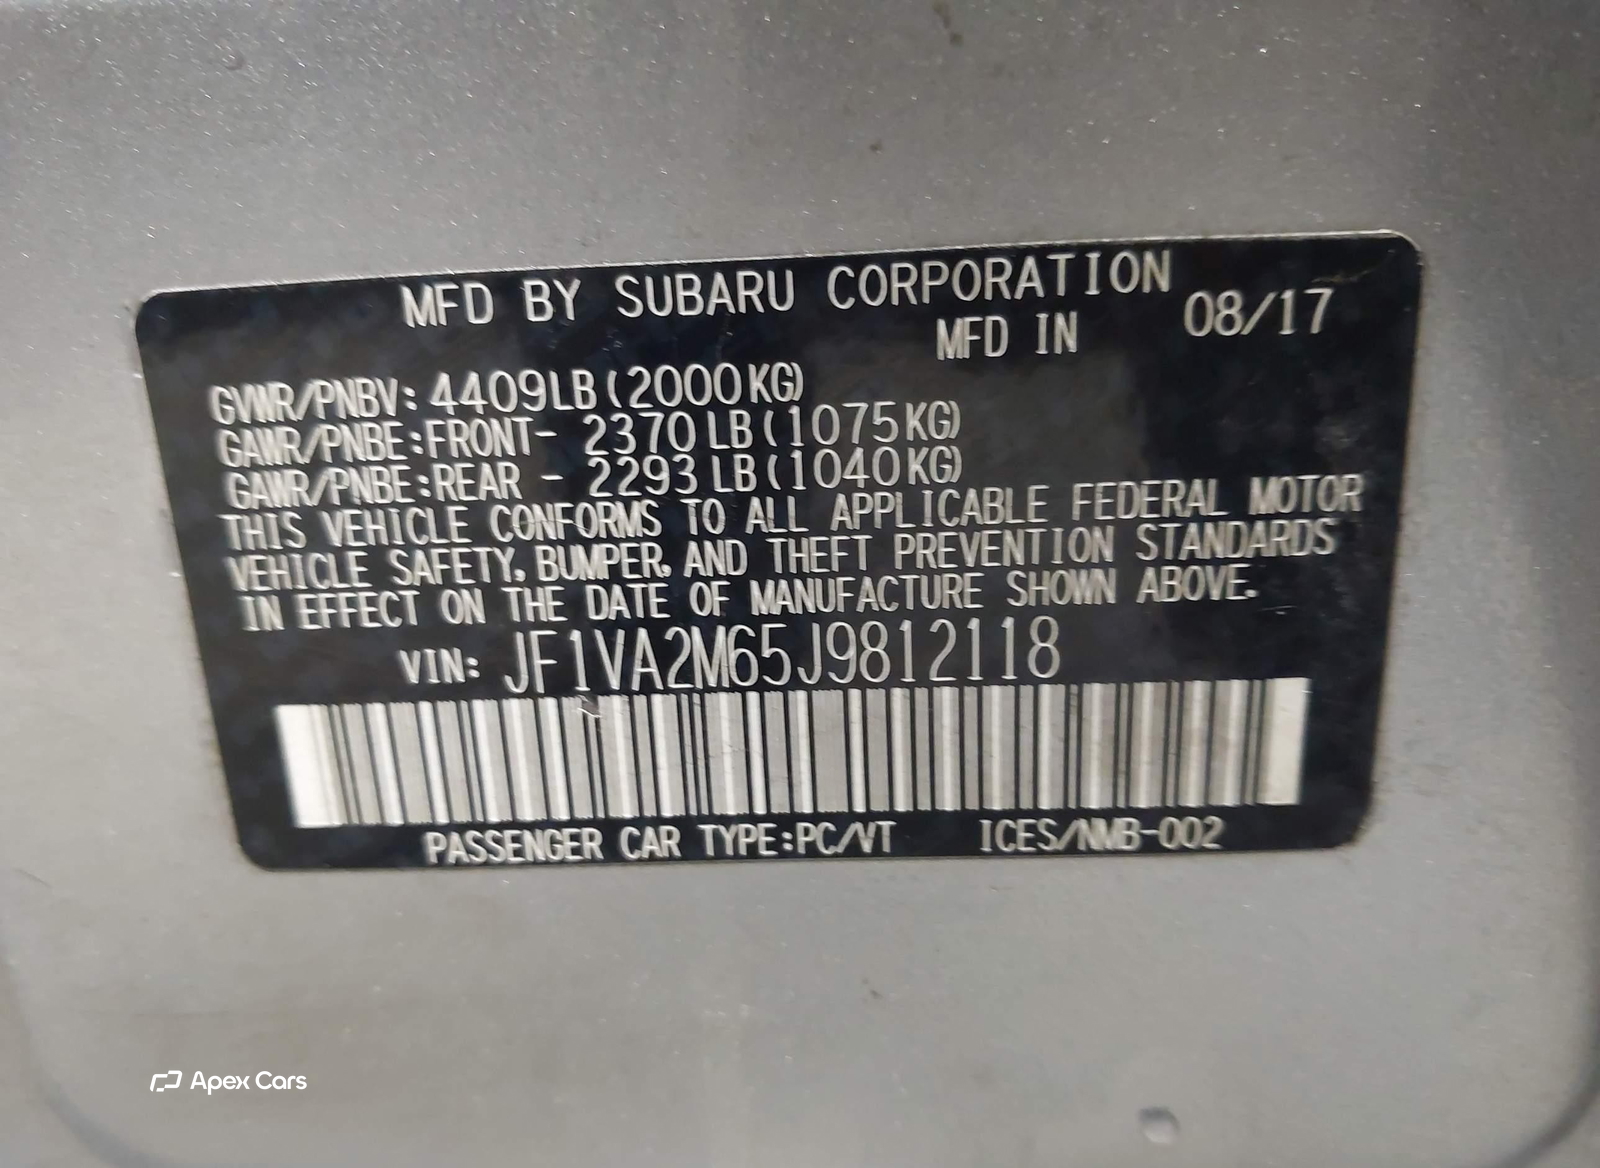 MFD BY SUBARU CORPORATION
MFD IN 08/17
GVWR/PNBV: 4409LB (2000KG)
GAWR/PNBE:FRONT- 2370 LB (1075KG)
GAWR/PNBE:REAR - 2293 LB (1040KG)
THIS VEHICLE CONFORMS TO ALL APPLICABLE FEDERAL MOTOR
VEHICLE SAFETY, BUMPER, AND THEFT PREVENTION STANDARDS
IN EFFECT ON THE DATE OF MANUFACTURE SHOWN ABOVE.
VIN: JF1VA2M65J9812118
PASSENGER CAR TYPE:PC/VT ICES/NMB-002
Apex Cars